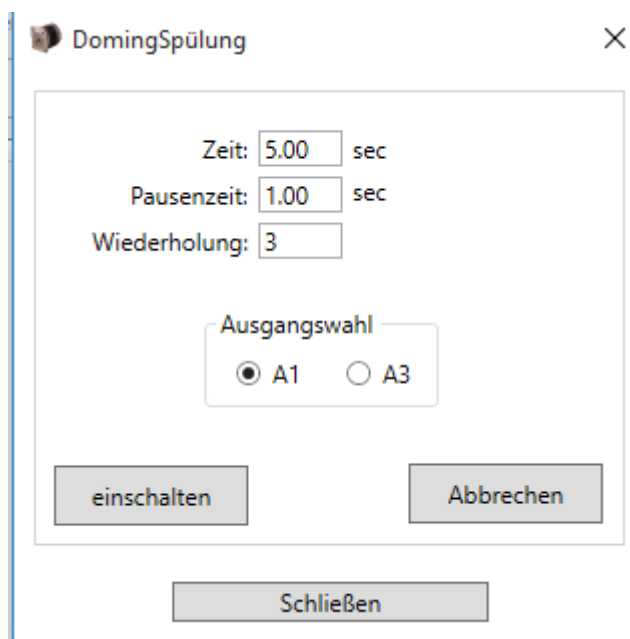 DomingSpülung
Zeit: 5.00 sec
Pausenzeit: 1.00 sec
Wiederholung: 3
Ausgangswahl
A1 A3
einschalten Abbrechen
Schließen